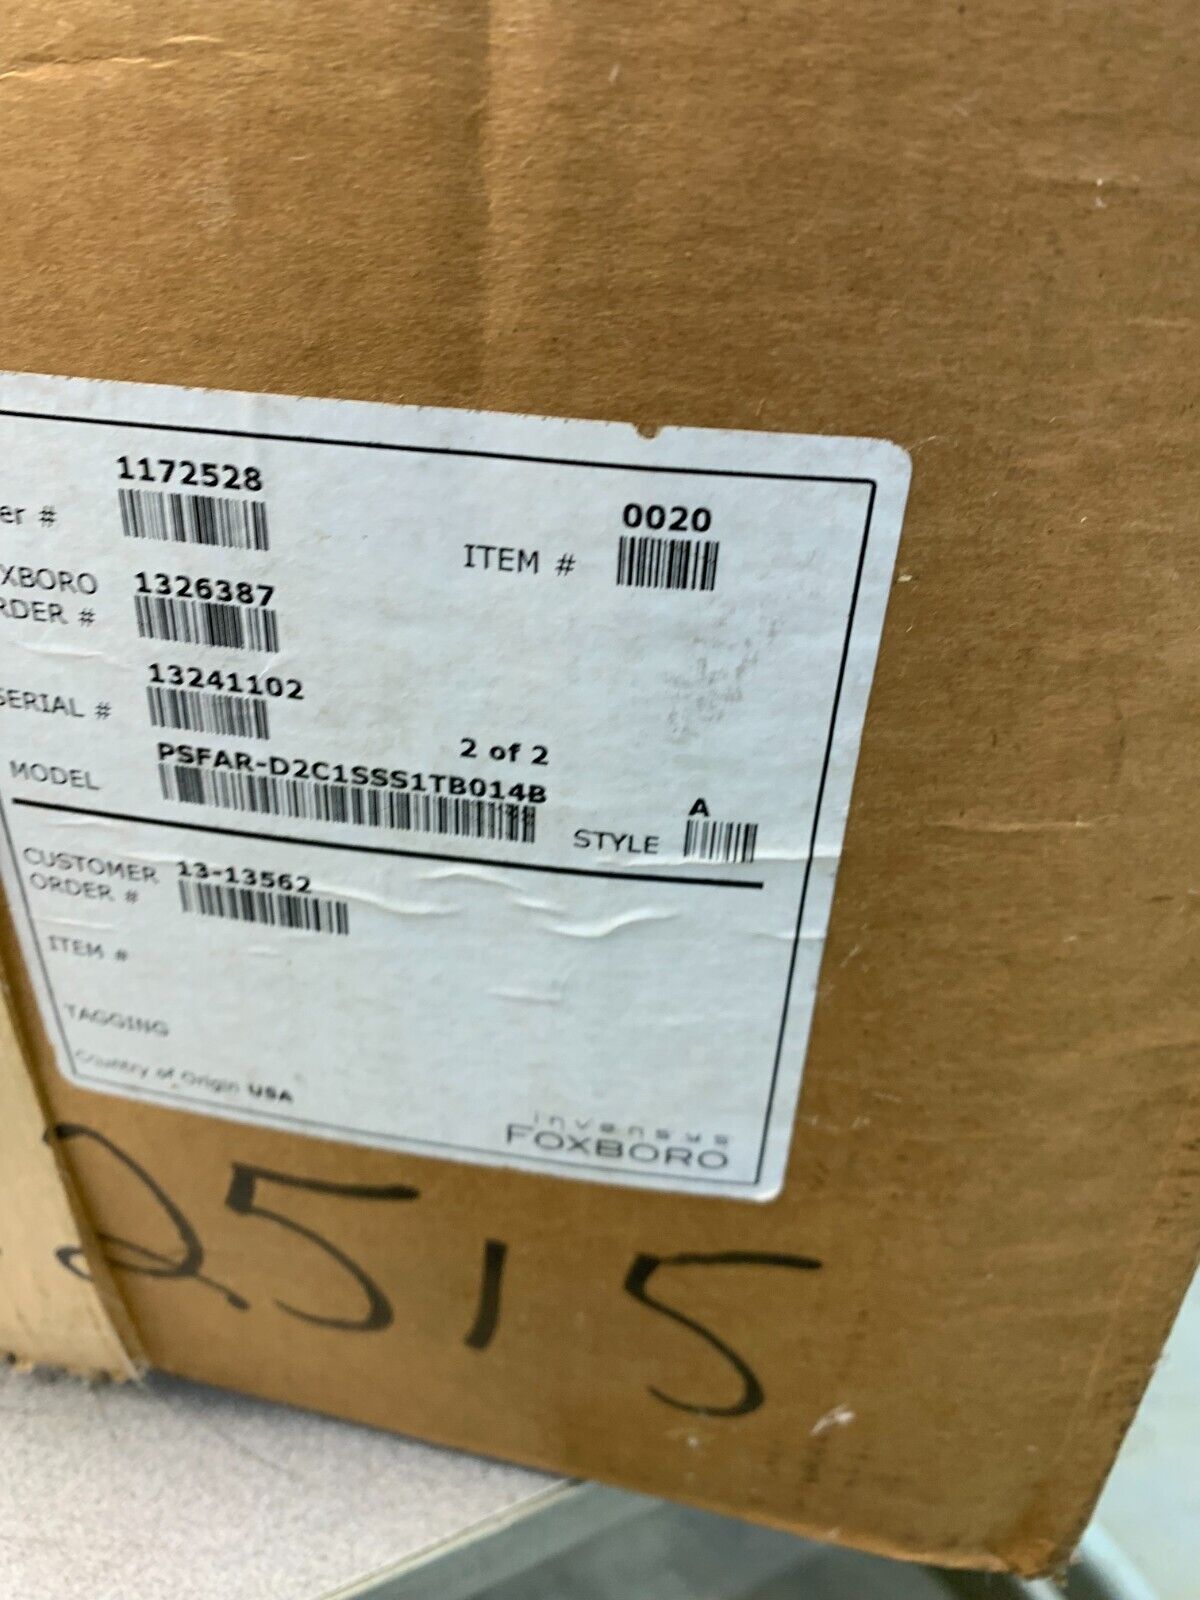 1172528
er #
ITEM # 0020
XBORO 1326387
RDER #
SERIAL # 13241102
2 of 2
MODEL PSFAR-D2C1SSS1TB014B
STYLE A
CUSTOMER 13-13562
ORDER #
ITEM #
TAGGING
Country of Origin USA
invensys
FOXBORO
2515